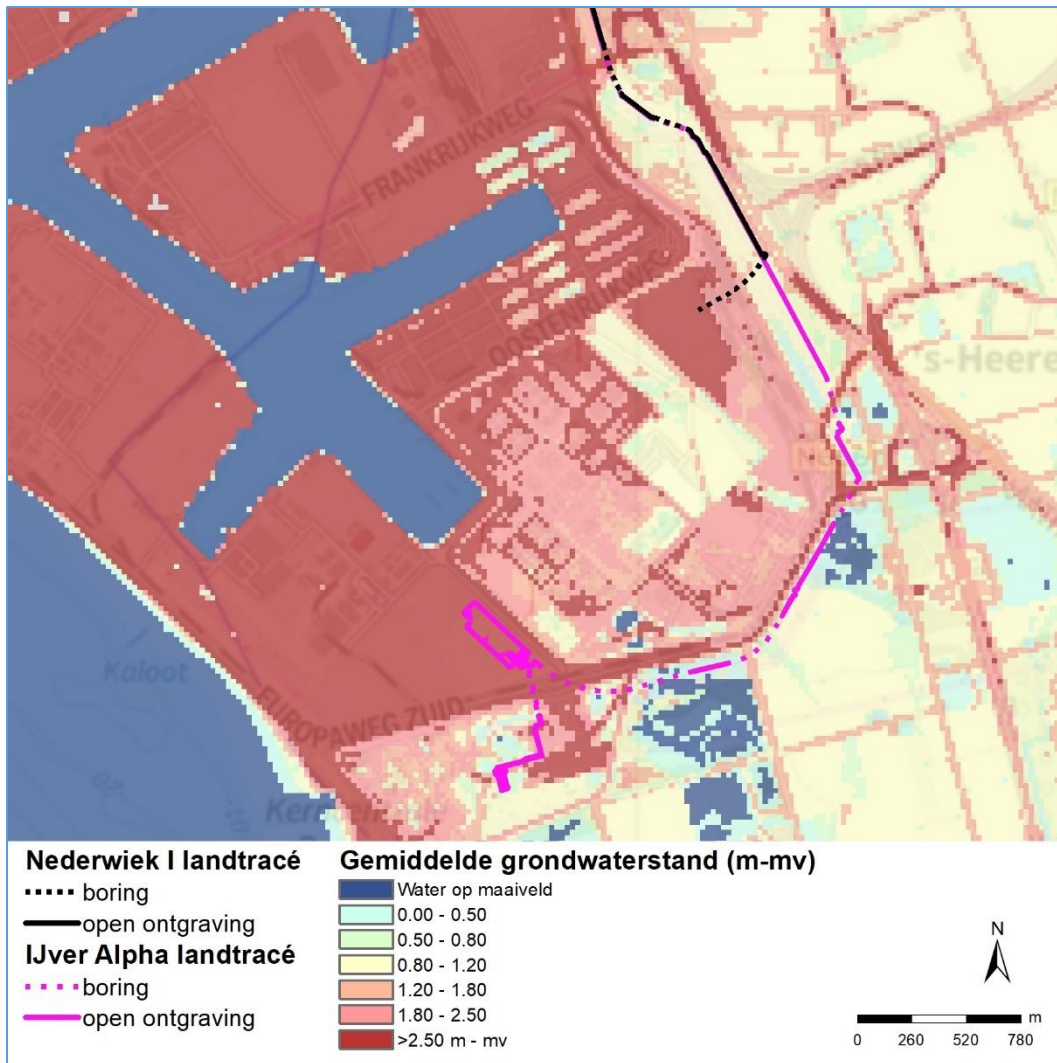 FRANKRIJKWEG
OOSTENRIJKWEG
's-Heere
Kaloot
EUROPAWEG ZUID
20
10
Nederwiek I landtracé
boring
open ontgraving
IJver Alpha landtracé
boring
open ontgraving
Gemiddelde grondwaterstand (m-mv)
Water op maaiveld
0.00 - 0.50
0.50 - 0.80
0.80 - 1.20
1.20 - 1.80
1.80 - 2.50
>2.50 m - mv
N
m
0 260 520 780